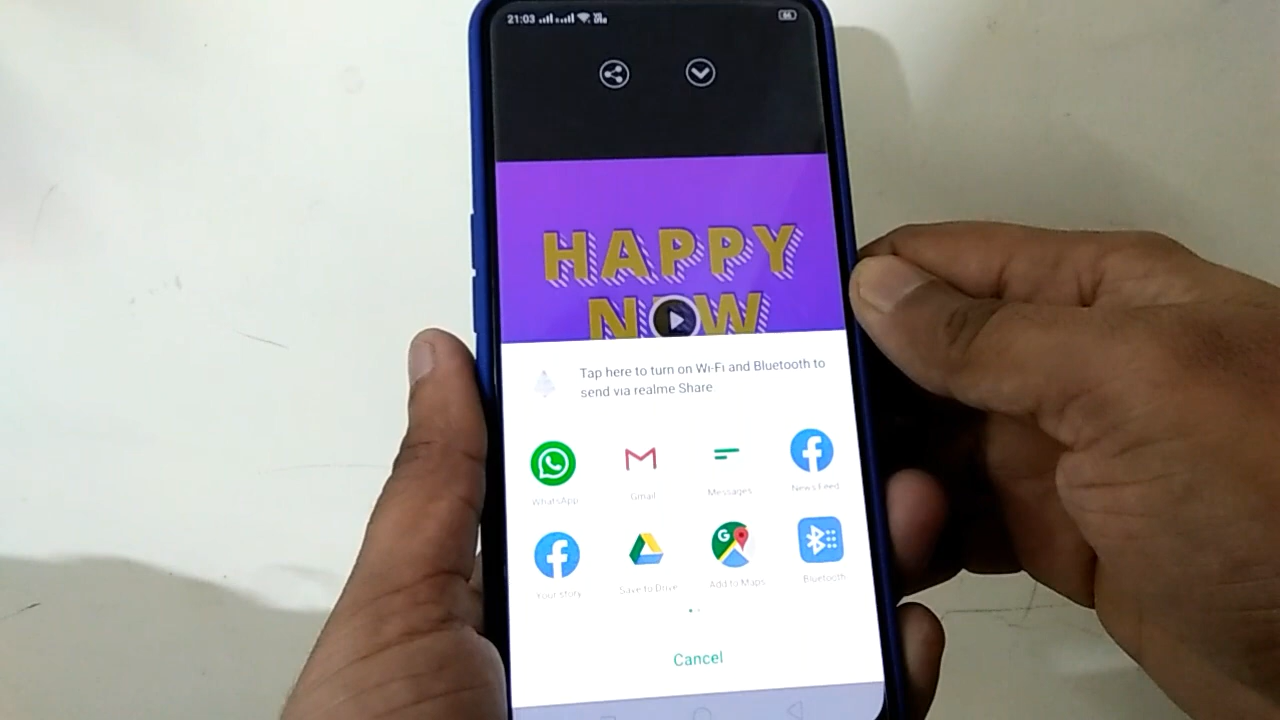 21:03
HAPPY
NOW
Tap here to turn on Wi-Fi and Bluetooth to
send via realme Share
WhatsApp
Gmail
Messages
News Feed
Your story
Save to Drive
Add to Maps
Bluetooth
Cancel